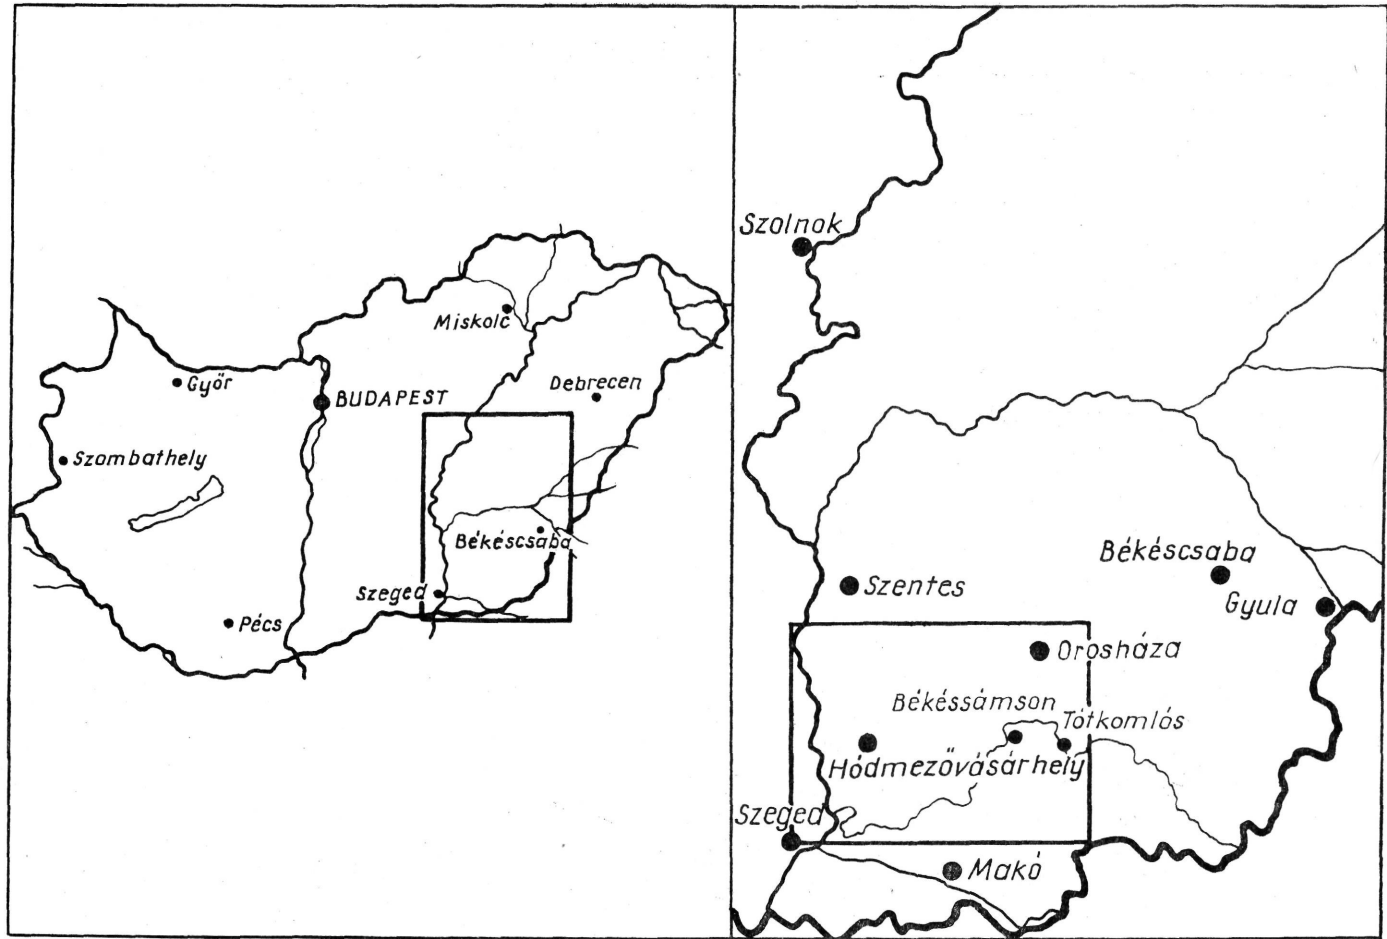 Miskolc
Győr
BUDAPEST
Debrecen
Szombathely
Békéscsaba
Szeged
Pécs
Szolnok
Békéscsaba
Szentes
Gyula
Orosháza
Békéssámson
Tótkomlós
Hódmezővásárhely
Szeged
Makó